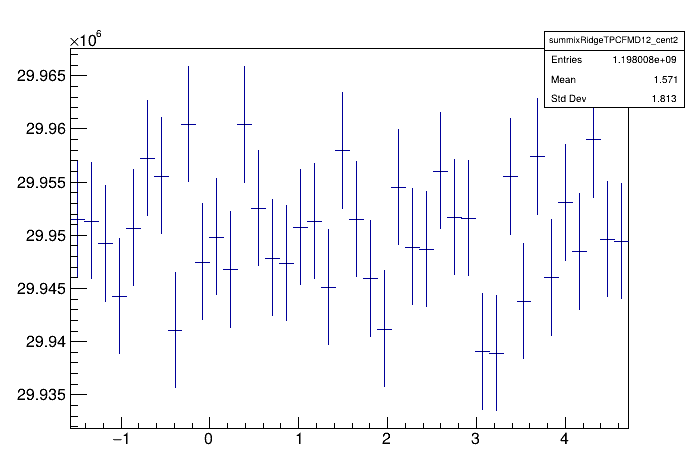 ×10⁶
summixRidgeTPCFMD12_cent2
Entries 1.198008e+09
Mean 1.571
Std Dev 1.813
29.965
29.96
29.955
29.95
29.945
29.94
29.935
−1 0 1 2 3 4